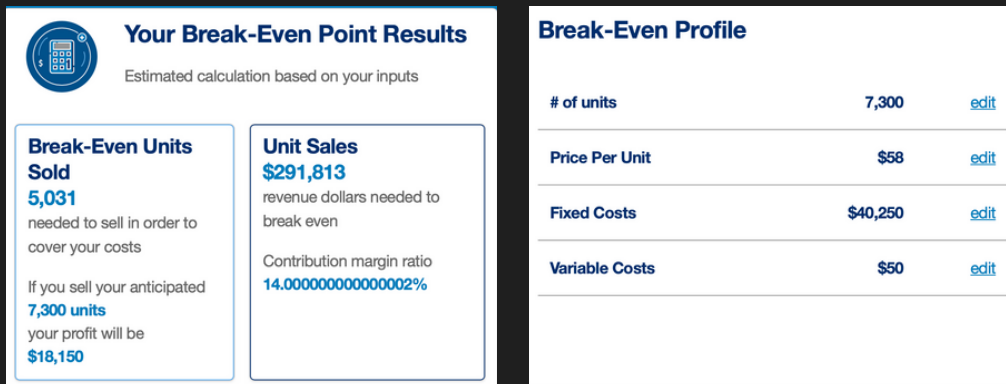 Your Break-Even Point Results
Estimated calculation based on your inputs
Break-Even Units
Sold
5,031
needed to sell in order to
cover your costs
If you sell your anticipated
7,300 units
your profit will be
$18,150
Unit Sales
$291,813
revenue dollars needed to
break even
Contribution margin ratio
14.000000000000002%
Break-Even Profile
# of units 7,300 edit
Price Per Unit $58 edit
Fixed Costs $40,250 edit
Variable Costs $50 edit